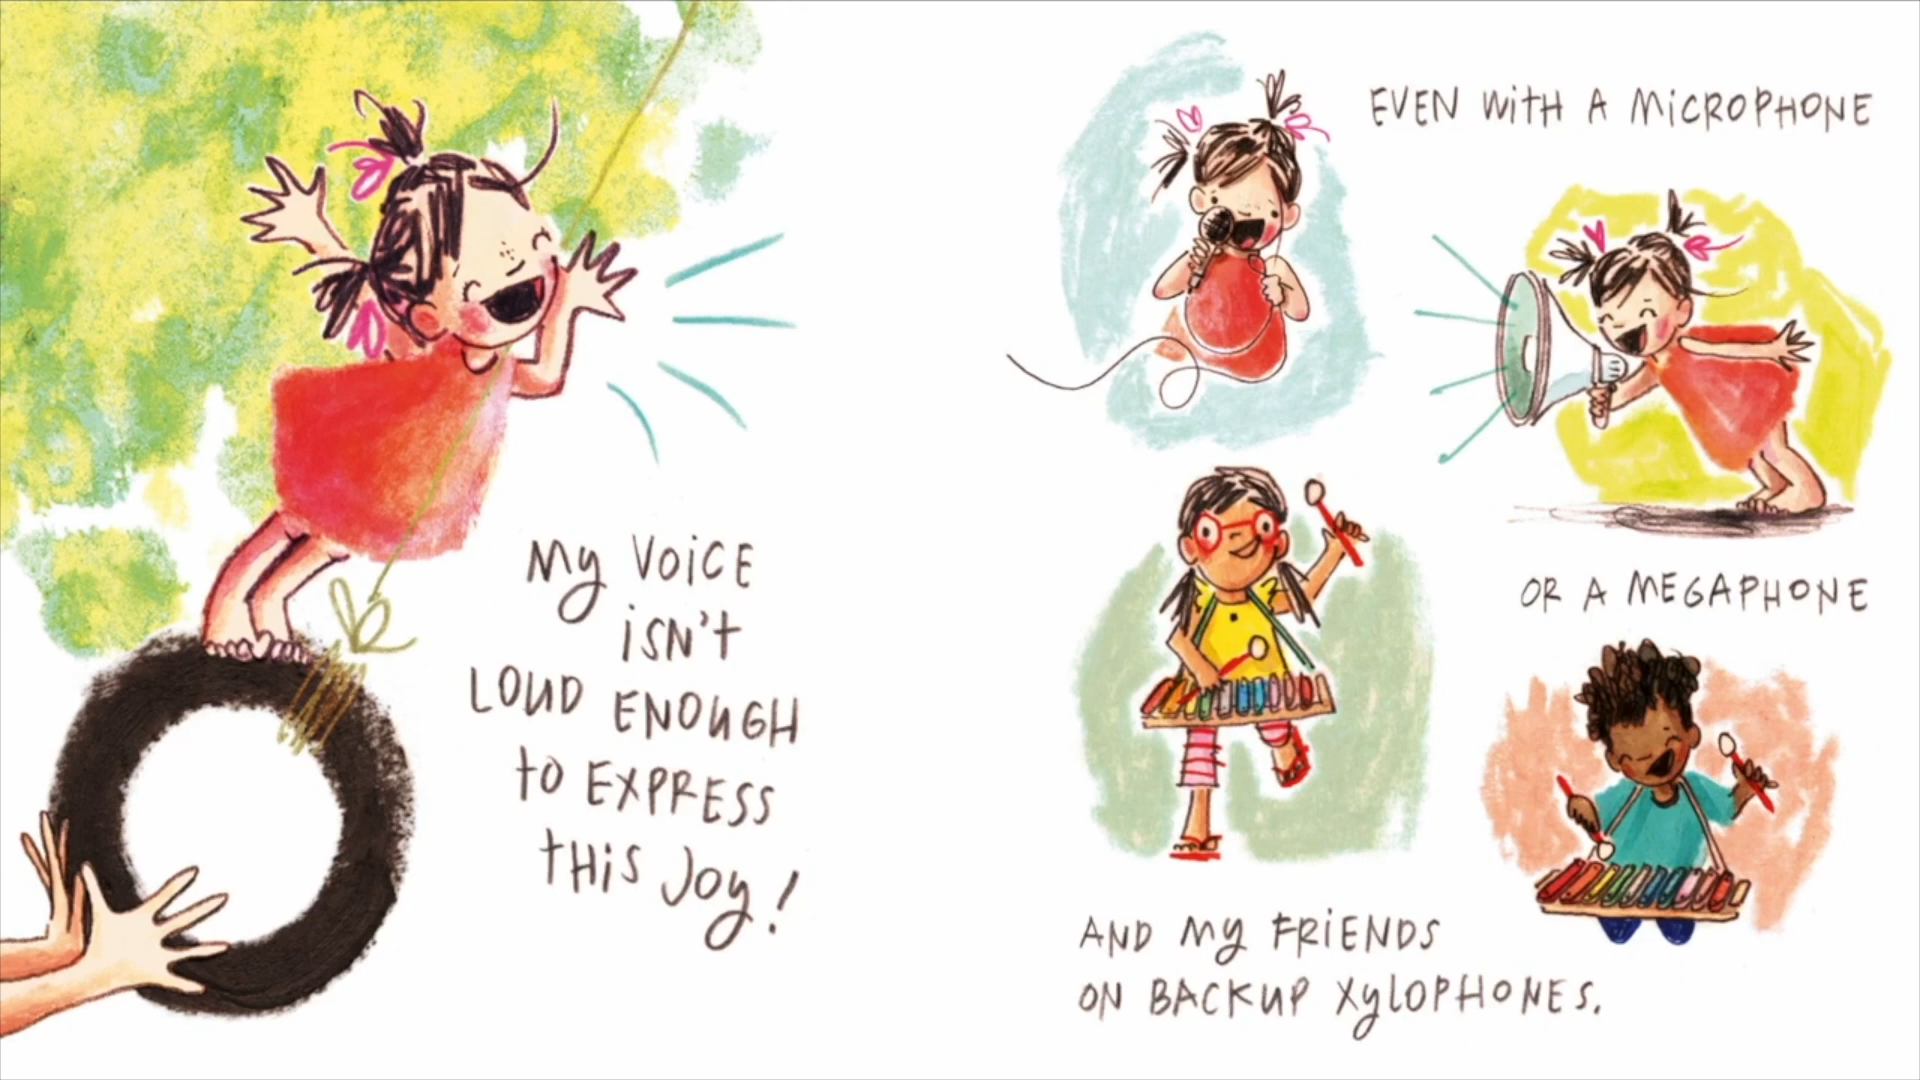 My VOiCE
iSN't
LOUD ENOUGH
to EXPRESS
tHiS Joy!
EVEN WitH A MiCROPHONE
OR A MEGAPHONE
AND My FRiENDS
ON BACKUP XyLOPHONES.